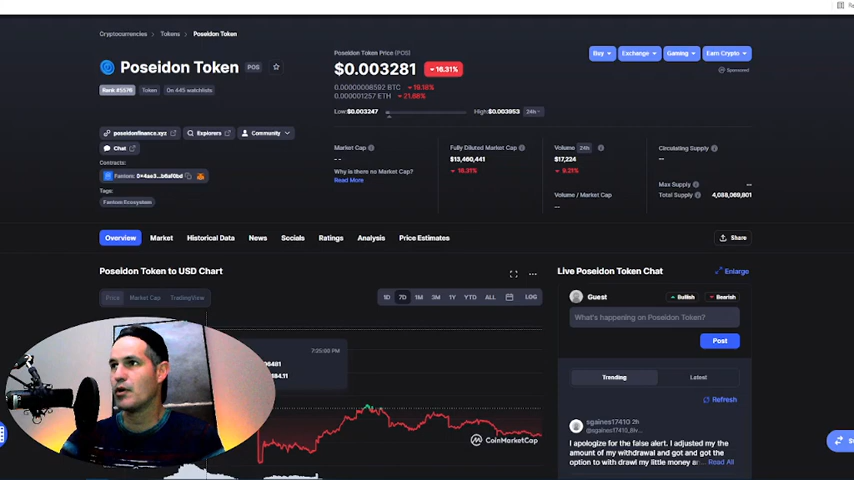 Cryptocurrencies > Tokens > Poseidon Token
Poseidon Token POS
Rank #5576 Token On 445 watchlists
poseidonfinance.xyz Explorers Community
Chat
Contracts:
Fantom: 0x4ae3...b6af0bd
Tags:
Fantom Ecosystem
Poseidon Token Price (POS)
$0.003281 16.31%
0.00000008592 BTC 19.18%
0.000001257 ETH 21.68%
Low: $0.003247 High: $0.003953 24h
Buy Exchange Gaming Earn Crypto
Sponsored
Market Cap
- -
Why is there no Market Cap?
Read More
Fully Diluted Market Cap
$13,460,441
16.31%
Volume 24h
$17,224
9.21%
Volume / Market Cap
--
Circulating Supply
--
Max Supply --
Total Supply 4,088,069,801
Overview Market Historical Data News Socials Ratings Analysis Price Estimates Share
Poseidon Token to USD Chart
Price Market Cap TradingView
1D 7D 1M 3M 1Y YTD ALL LOG
7:25:00 PM
06481
CoinMarketCap
Live Poseidon Token Chat Enlarge
Guest Bullish Bearish
What's happening on Poseidon Token?
Post
Trending Latest
Refresh
sgaines17410 2h
@sgaines17410_8lv...
I apologize for the false alert. I adjusted my the
amount of my withdrawal and got and got the
option to with drawl my little money ar ... Read All